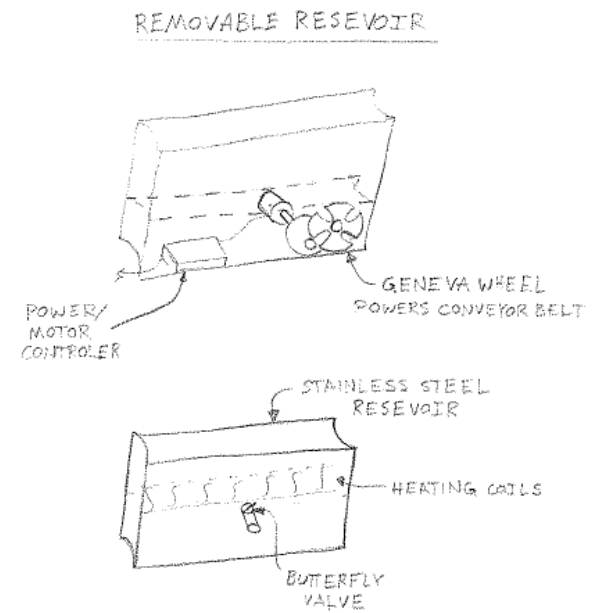 REMOVABLE RESEVOIR
GENEVA WHEEL
POWERS CONVEYOR BELT
POWER/
MOTOR
CONTROLER
STAINLESS STEEL
RESEVOIR
HEATING COILS
BUTTERFLY
VALVE